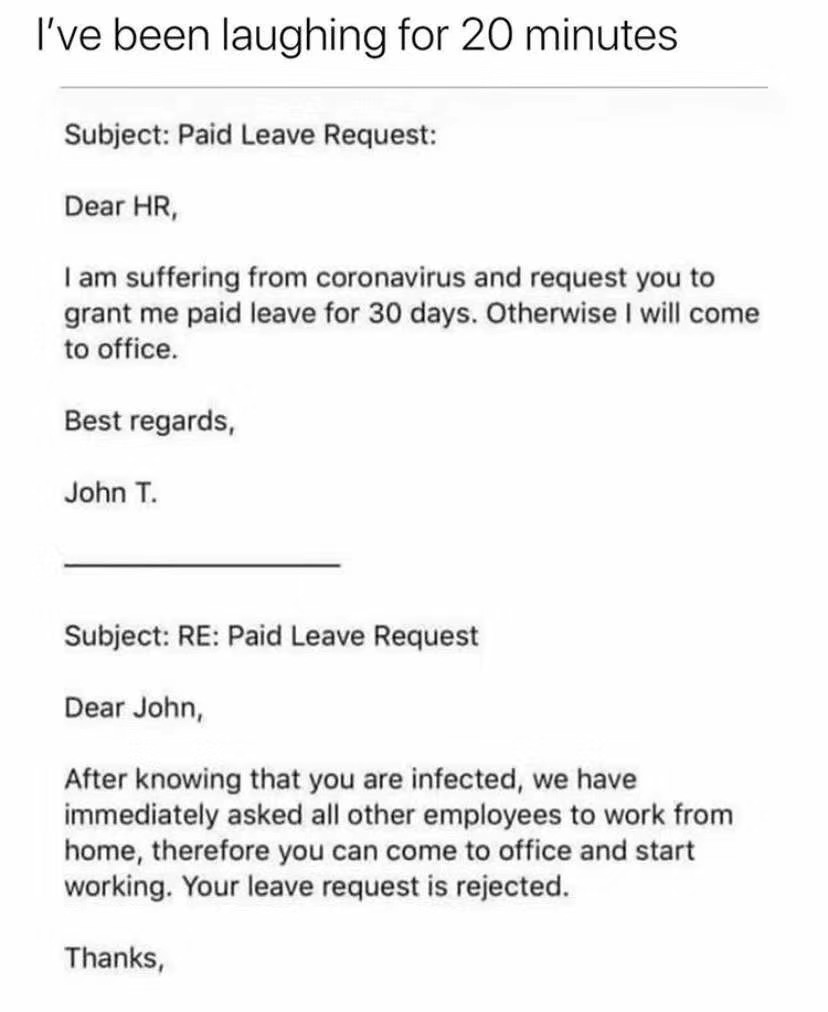 I've been laughing for 20 minutes
Subject: Paid Leave Request:
Dear HR,
I am suffering from coronavirus and request you to
grant me paid leave for 30 days. Otherwise I will come
to office.
Best regards,
John T.
Subject: RE: Paid Leave Request
Dear John,
After knowing that you are infected, we have
immediately asked all other employees to work from
home, therefore you can come to office and start
working. Your leave request is rejected.
Thanks,